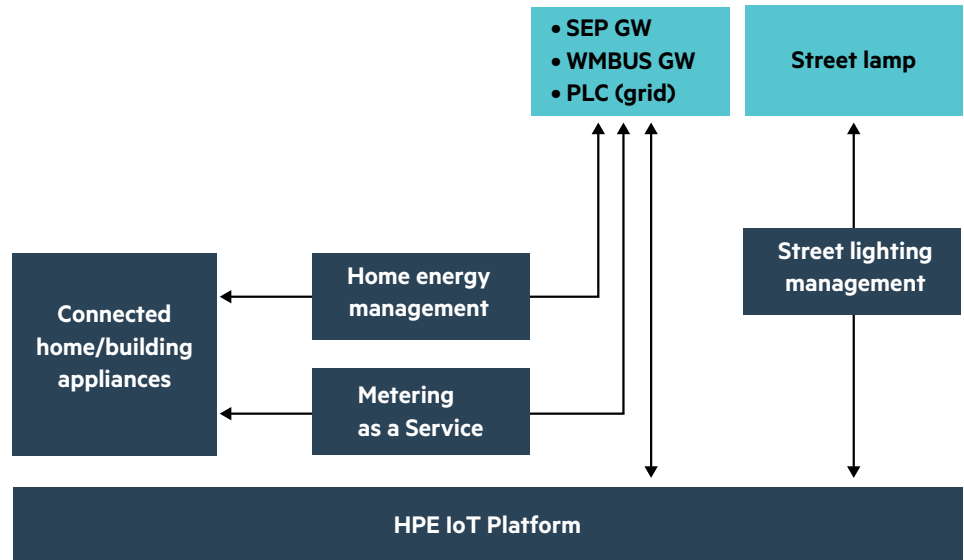 • SEP GW
• WMBUS GW
• PLC (grid)
Street lamp
Street lighting
management
Home energy
management
Connected
home/building
appliances
Metering
as a Service
HPE IoT Platform